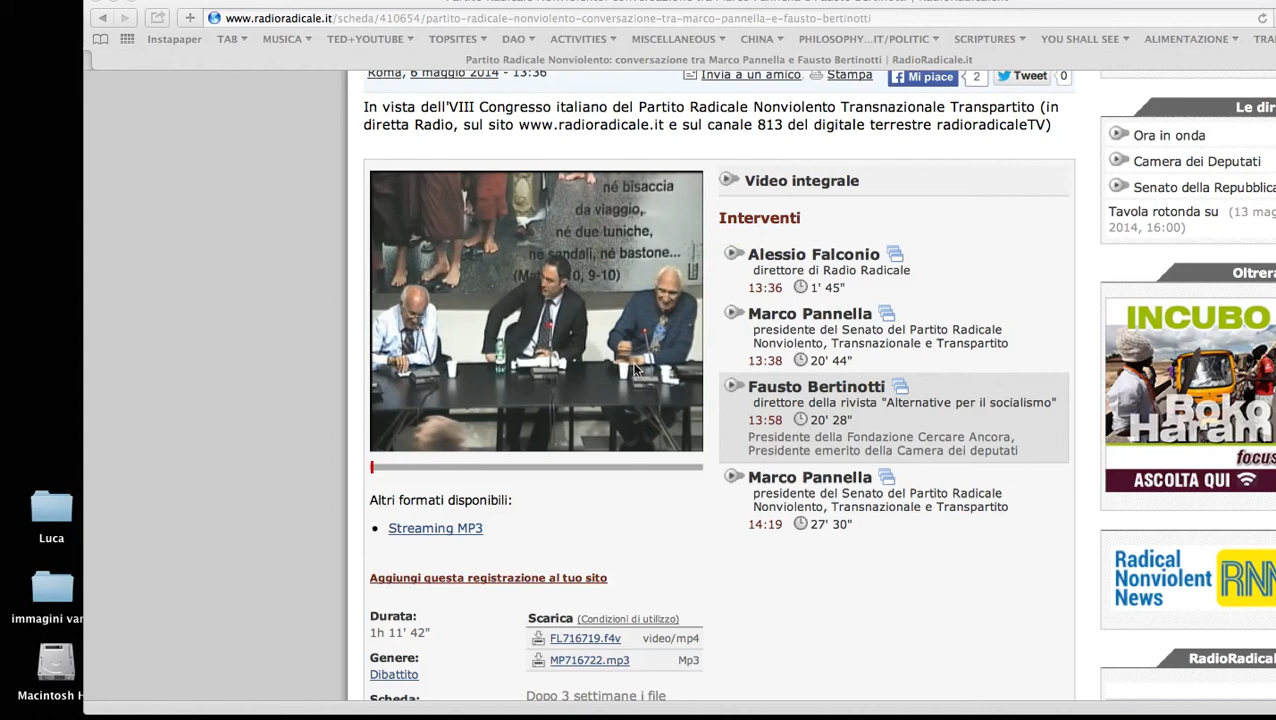 www.radioradicale.it/scheda/410654/partito-radicale-nonviolento-conversazione-tra-marco-pannella-e-fausto-bertinotti
Instapaper TAB MUSICA TED+YOUTUBE TOPSITES DAO ACTIVITIES MISCELLANEOUS CHINA PHILOSOPHY...IT/POLITIC SCRIPTURES YOU SHALL SEE ALIMENTAZIONE TRA
Partito Radicale Nonviolento: conversazione tra Marco Pannella e Fausto Bertinotti | RadioRadicale.it
Roma, 6 maggio 2014 - 13:36 Invia a un amico Stampa Mi piace 2 Tweet 0
In vista dell'VIII Congresso italiano del Partito Radicale Nonviolento Transnazionale Transpartito (in
diretta Radio, sul sito www.radioradicale.it e sul canale 813 del digitale terrestre radioradicaleTV)
né bisaccia
da viaggio,
né due tuniche,
né sandali, né bastone...
10, 9-10)
Video integrale
Interventi
Alessio Falconio
direttore di Radio Radicale
13:36 1' 45"
Marco Pannella
presidente del Senato del Partito Radicale
Nonviolento, Transnazionale e Transpartito
13:38 20' 44"
Fausto Bertinotti
direttore della rivista "Alternative per il socialismo"
13:58 20' 28"
Presidente della Fondazione Cercare Ancora,
Presidente emerito della Camera dei deputati
Marco Pannella
presidente del Senato del Partito Radicale
Nonviolento, Transnazionale e Transpartito
14:19 27' 30"
Altri formati disponibili:
Streaming MP3
Aggiungi questa registrazione al tuo sito
Durata:
1h 11' 42"
Genere:
Dibattito
Scheda:
Scarica (Condizioni di utilizzo)
FL716719.f4v video/mp4
MP716722.mp3 Mp3
Dopo 3 settimane i file
Le dir
Ora in onda
Camera dei Deputati
Senato della Repubblica
Tavola rotonda su (13 mag
2014, 16:00)
Oltrera
INCUBO
Boko
Haram
focus
ACQUISTA QUI
Radical
Nonviolent
News
RNN
RadioRadical
Luca
immagini var
Macintosh H